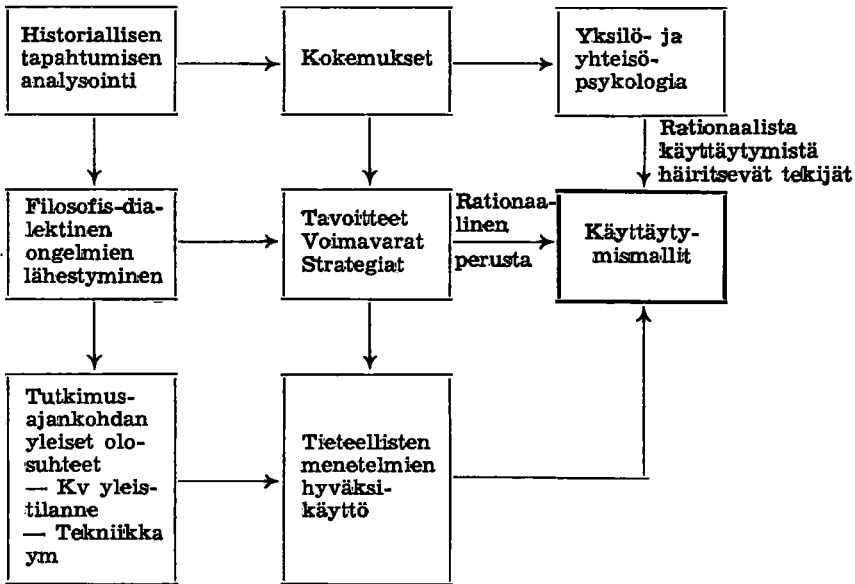 Historiallisen
tapahtumisen
analysointi
Kokemukset
Yksilö- ja
yhteisö-
psykologia
Rationaalista
käyttäytymistä
häiritsevät tekijät
Filosofis-dia-
lektinen
ongelmien
lähestyminen
Tavoitteet
Voimavarat
Strategiat
Rationaa-
linen
perusta
Käyttäyty-
mismallit
Tutkimus-
ajankohdan
yleiset olo-
suhteet
— Kv yleis-
tilanne
— Tekniikka
ym
Tieteellisten
menetelmien
hyväksi-
käyttö